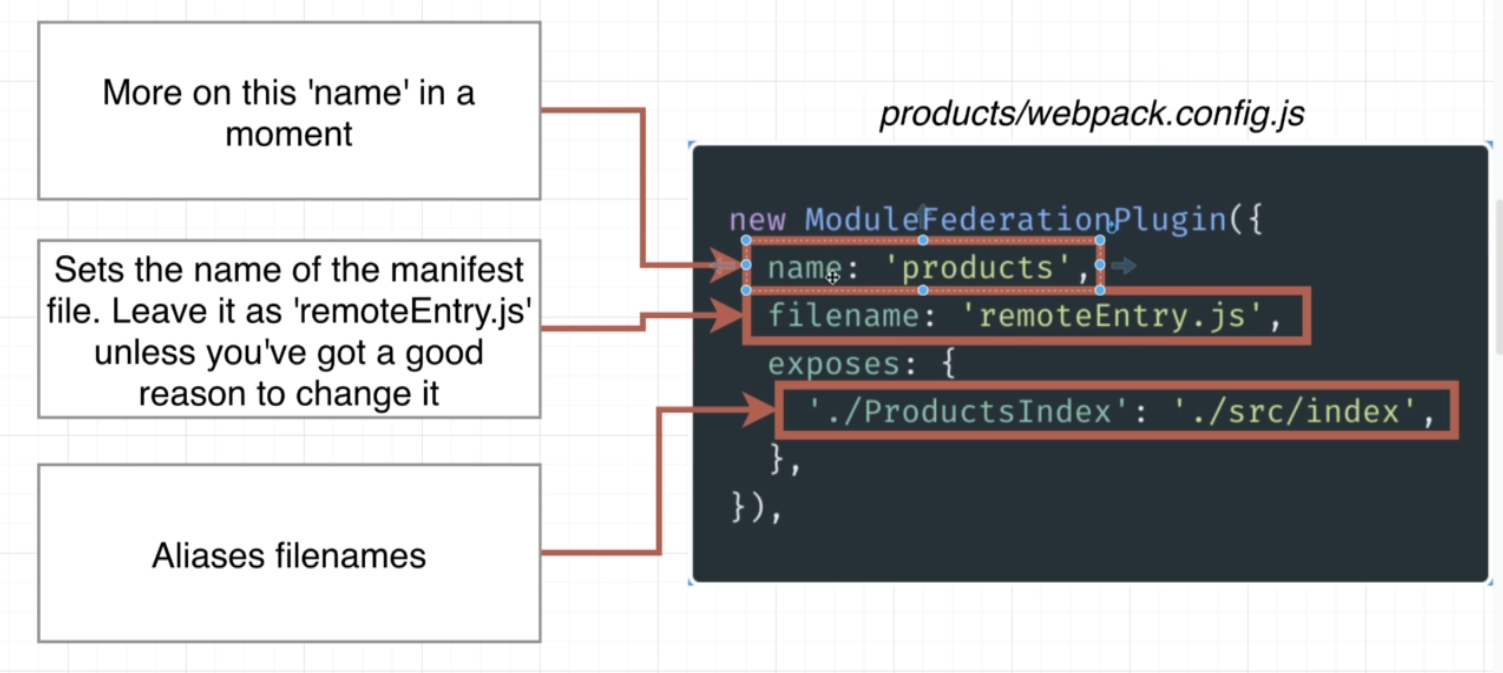 More on this 'name' in a
moment
Sets the name of the manifest
file. Leave it as 'remoteEntry.js'
unless you've got a good
reason to change it
Aliases filenames
products/webpack.config.js
new ModuleFederationPlugin({
name: 'products',
filename: 'remoteEntry.js',
exposes: {
'./ProductsIndex': './src/index',
},
}),